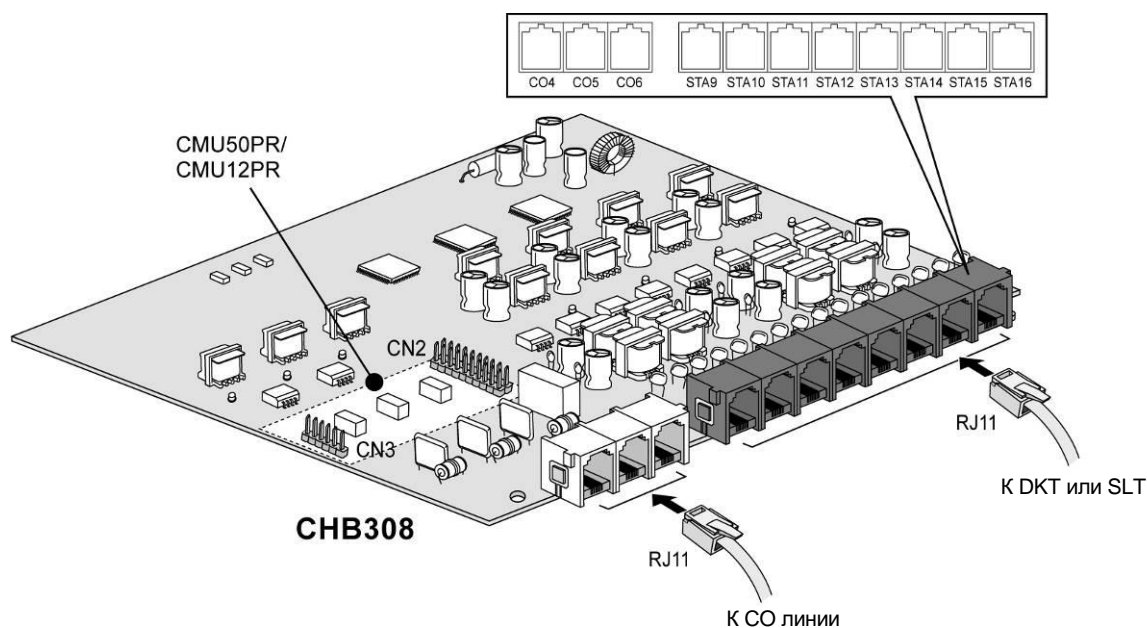 CO4 CO5 CO6 STA9 STA10 STA11 STA12 STA13 STA14 STA15 STA16
CMU50PR/
CMU12PR
CN2
CN3
RJ11
К DKT или SLT
CHB308
RJ11
К СО линии